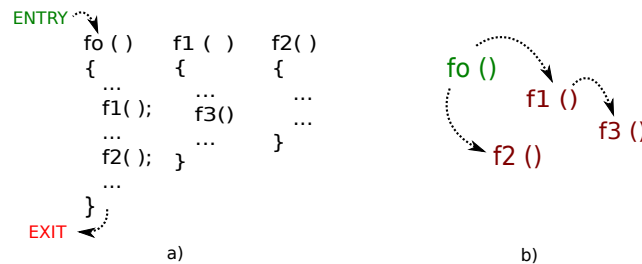 ENTRY
fo ( ) f1 ( ) f2( )
{ { {
... ... ...
f1( ); f3() ...
... ... }
f2( ); }
...
}
EXIT
a)
fo ()
f1 ()
f3 ()
f2 ()
b)